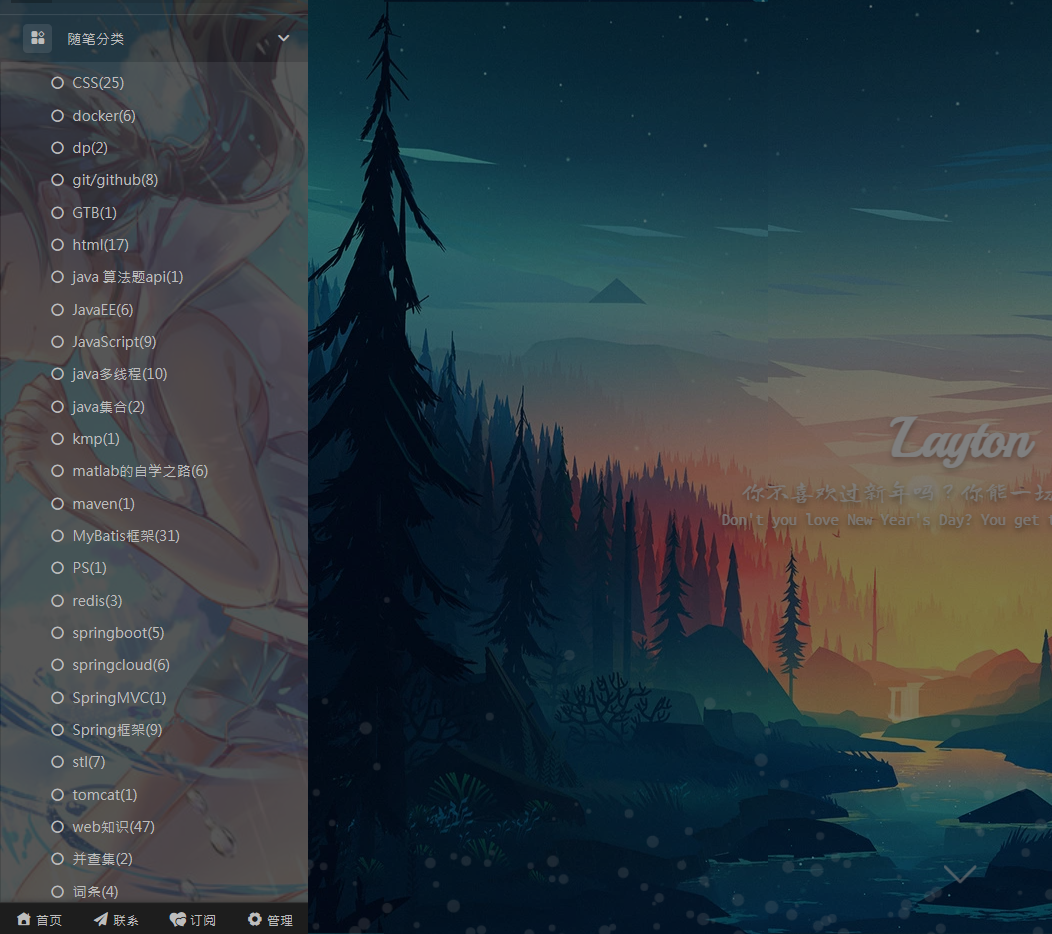 随笔分类
CSS(25)
docker(6)
dp(2)
git/github(8)
GTB(1)
html(17)
java 算法题api(1)
JavaEE(6)
JavaScript(9)
java多线程(10)
java集合(2)
kmp(1)
matlab的自学之路(6)
maven(1)
MyBatis框架(31)
PS(1)
redis(3)
springboot(5)
springcloud(6)
SpringMVC(1)
Spring框架(9)
stl(7)
tomcat(1)
web知识(47)
并查集(2)
词条(4)
首页 联系 订阅 管理
Layton
你不喜欢过新年吗？你能一场
Don't you love New Year's Day? You get